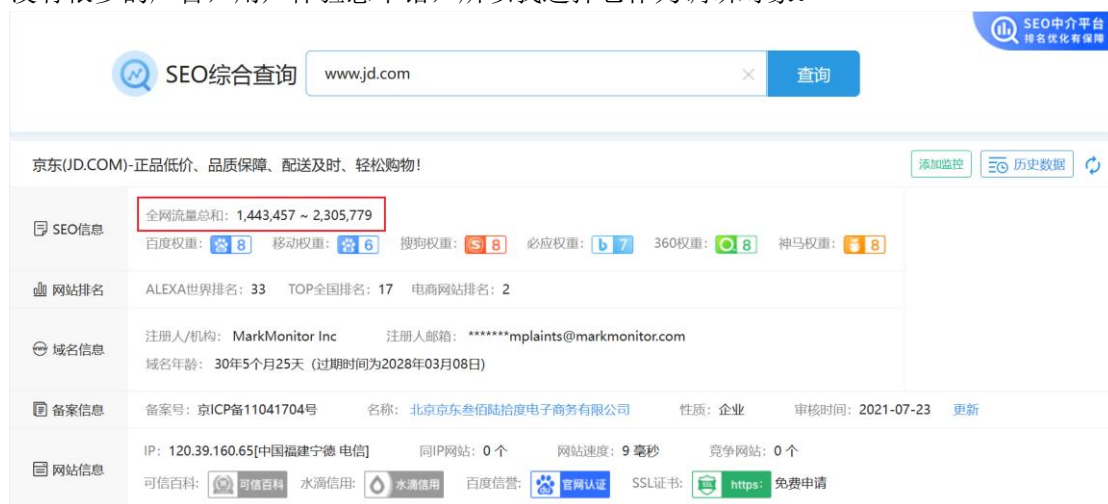 SEO中介平台
排名优化有保障
SEO综合查询 www.jd.com 查询
京东(JD.COM)-正品低价、品质保障、配送及时、轻松购物! 添加监控 历史数据
SEO信息 全网流量总和: 1,443,457 ~ 2,305,779
百度权重: 8 移动权重: 6 搜狗权重: S 8 必应权重: b 7 360权重: 8 神马权重: 8
网站排名 ALEXA世界排名: 33 TOP全国排名: 17 电商网站排名: 2
域名信息 注册人/机构: MarkMonitor Inc 注册人邮箱: *******mplaints@markmonitor.com
域名年龄: 30年5个月25天 (过期时间为2028年03月08日)
备案信息 备案号: 京ICP备11041704号 名称: 北京京东叁佰陆拾度电子商务有限公司 性质: 企业 审核时间: 2021-07-23 更新
网站信息 IP: 120.39.160.65[中国福建宁德 电信] 同IP网站: 0 个 网站速度: 9 毫秒 竞争网站: 0 个
可信百科: 可信百科 水滴信用: 水滴信用 百度信誉: 官网认证 SSL证书: https: 免费申请